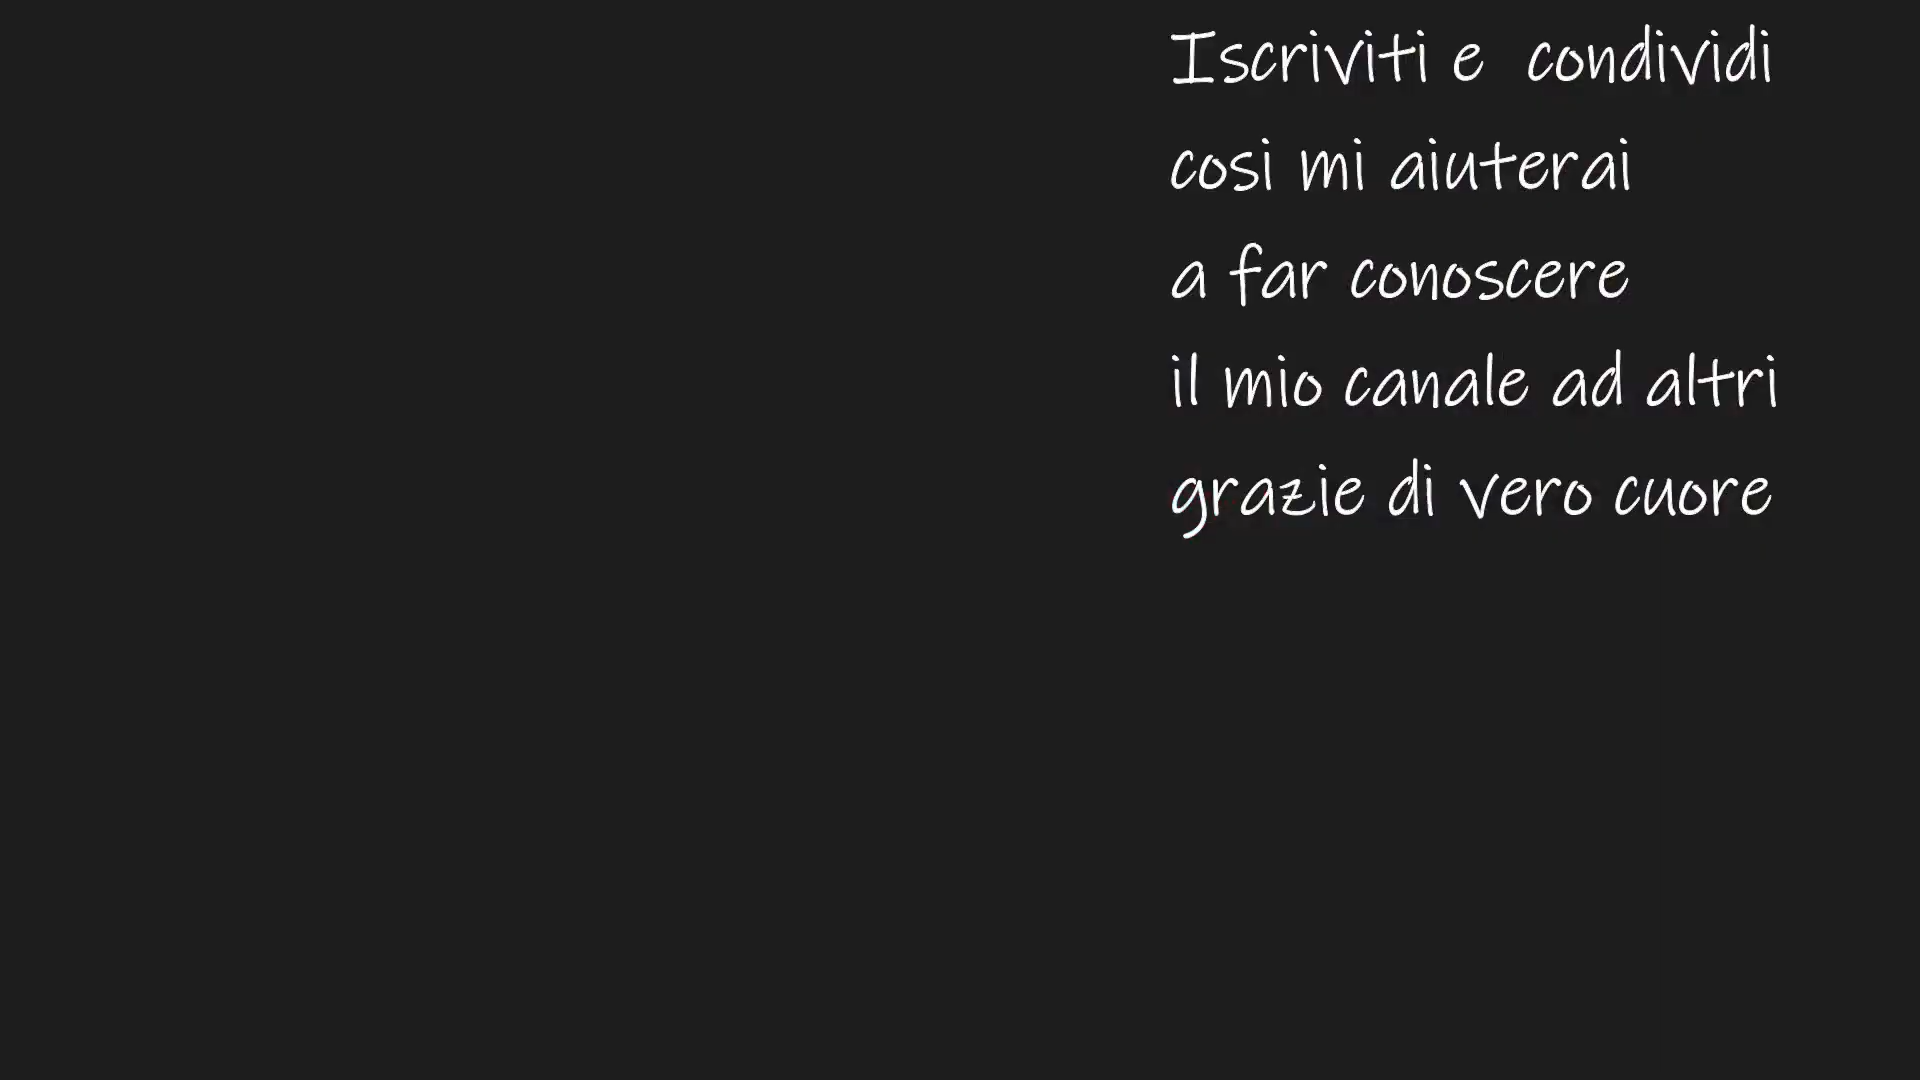 Iscriviti e  condividi
cosi mi aiuterai
a far conoscere
il mio canale ad altri
grazie di vero cuore